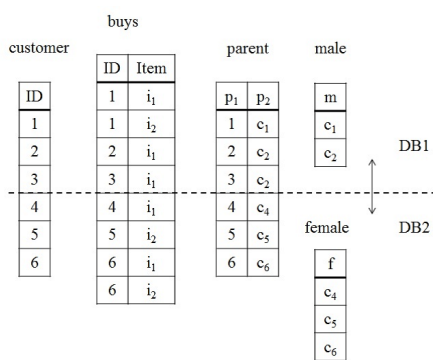 buys
customer parent male
ID Item
ID 1 i₁ p₁ p₂ m
1 1 i₂ 1 c₁ c₁
2 2 i₁ 2 c₂ c₂ DB1
3 3 i₁ 3 c₂
4 4 i₁ 4 c₄
5 5 i₂ 5 c₅ female DB2
6 6 i₁ 6 c₆ f
6 i₂ c₄
c₅
c₆